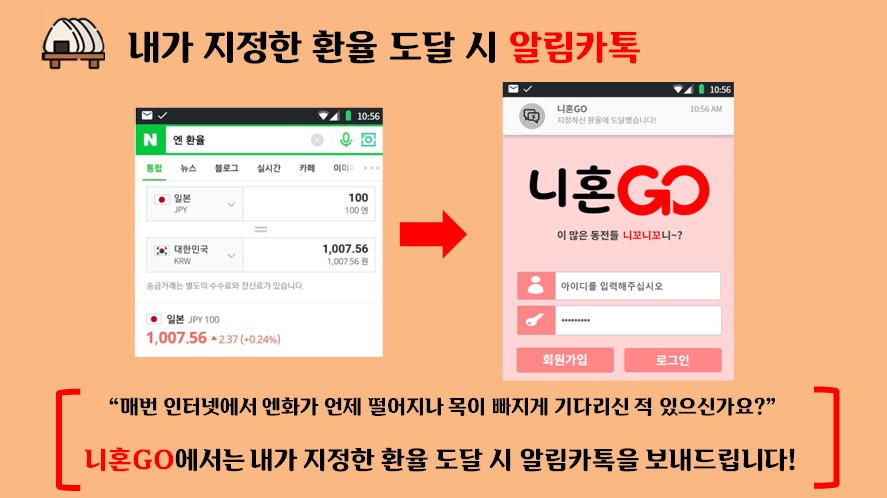 내가 지정한 환율 도달 시 알림카톡
10:56
N 엔 환율
통합 뉴스 블로그 실시간 카페
일본 100
JPY 100 엔
=
대한민국 1,007.56
KRW 1,007.56 원
송금거래는 별도의 수수료와 전신료가 있습니다.
일본 JPY 100
1,007.56 ▲2.37 (+0.24%)
10:56
니혼GO 10:56 AM
지정하신 환율에 도달했습니다!
니혼GO
이 많은 동전들 니꼬니꼬니~?
아이디를 입력해주십시오
•••••••••
회원가입 로그인
“매번 인터넷에서 엔화가 언제 떨어지나 목이 빠지게 기다리신 적 있으신가요?”
니혼GO에서는 내가 지정한 환율 도달 시 알림카톡을 보내드립니다!